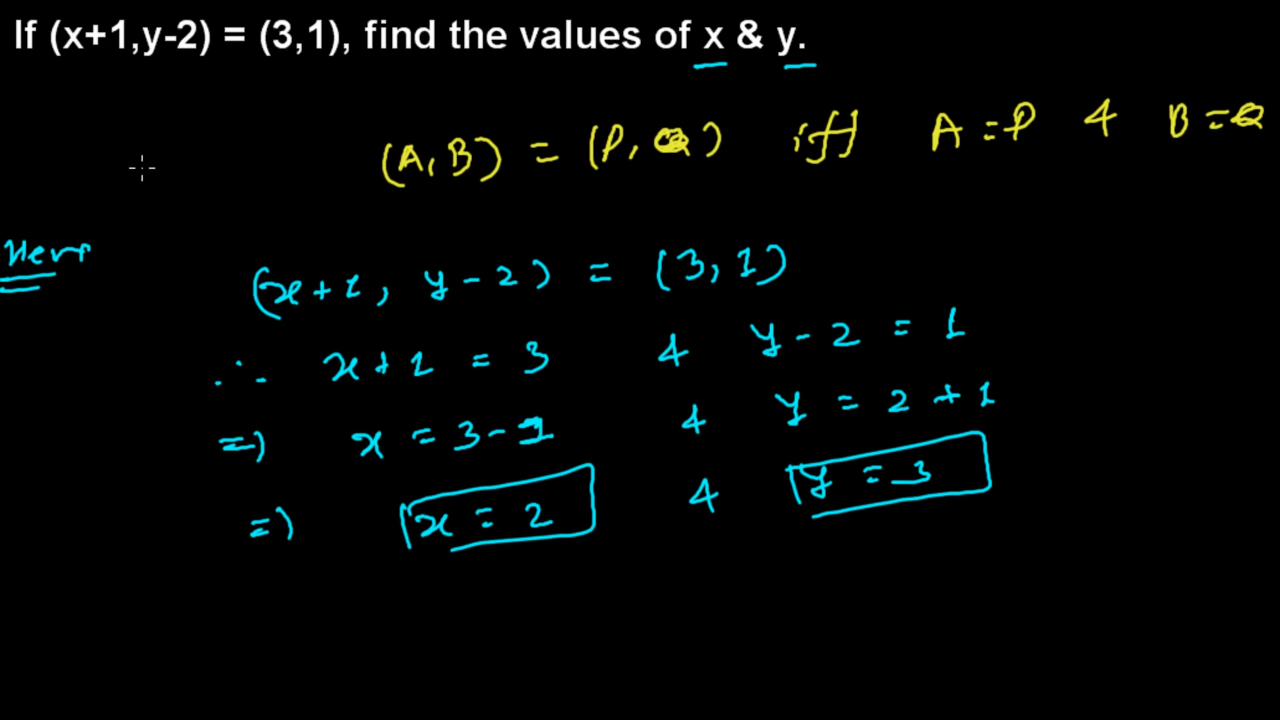 If (x+1,y-2) = (3,1), find the values of x & y.
(A, B) = (P, Q) iff A = P & B = Q
Here
(x+1, y-2) = (3, 1)
∴ x+1 = 3 & y-2 = 1
=) x = 3-1 & y = 2+1
=) x = 2 & y = 3